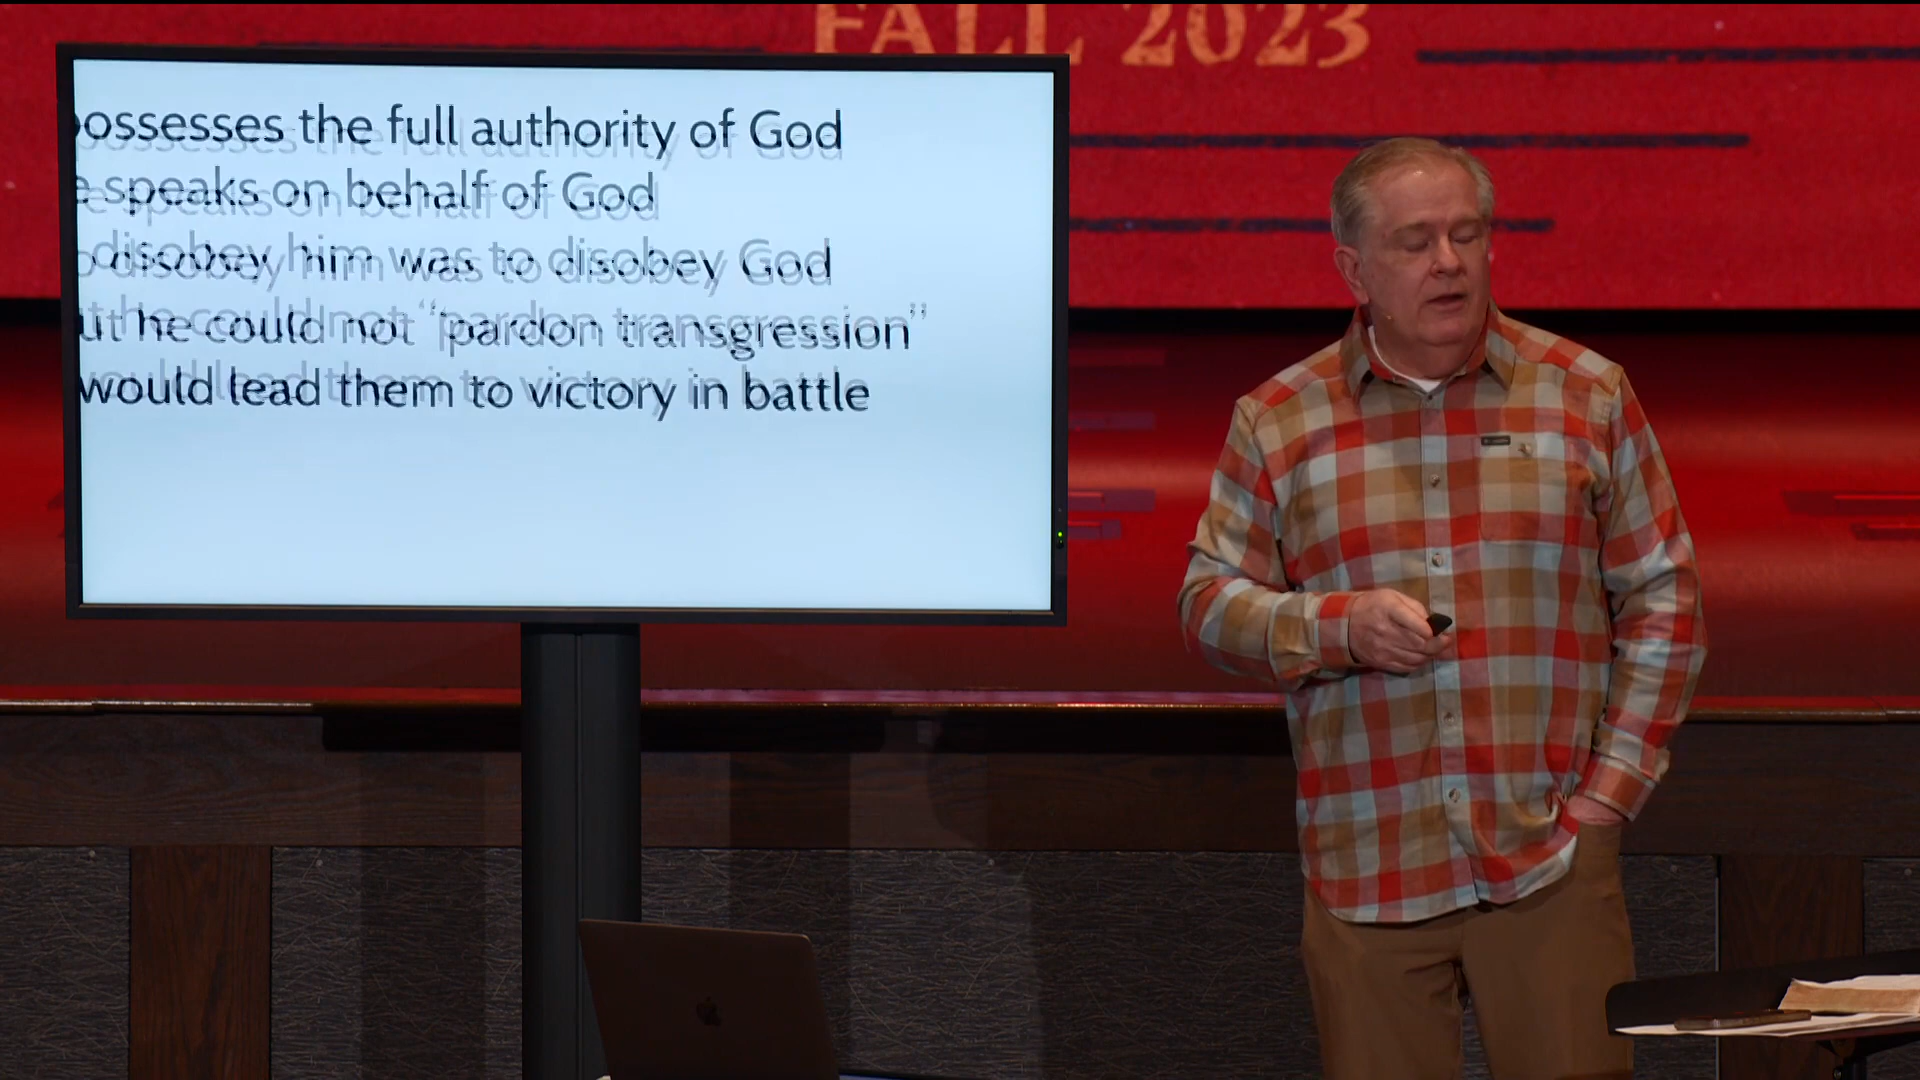 FALL 2023
possesses the full authority of God
e speaks on behalf of God
o disobey him was to disobey God
ut he could not “pardon transgression”
would lead them to victory in battle